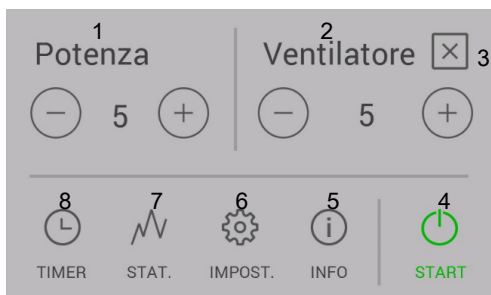 1 2
Potenza Ventilatore 3
5 5
8 7 6 5 4
TIMER STAT. IMPOST. INFO START